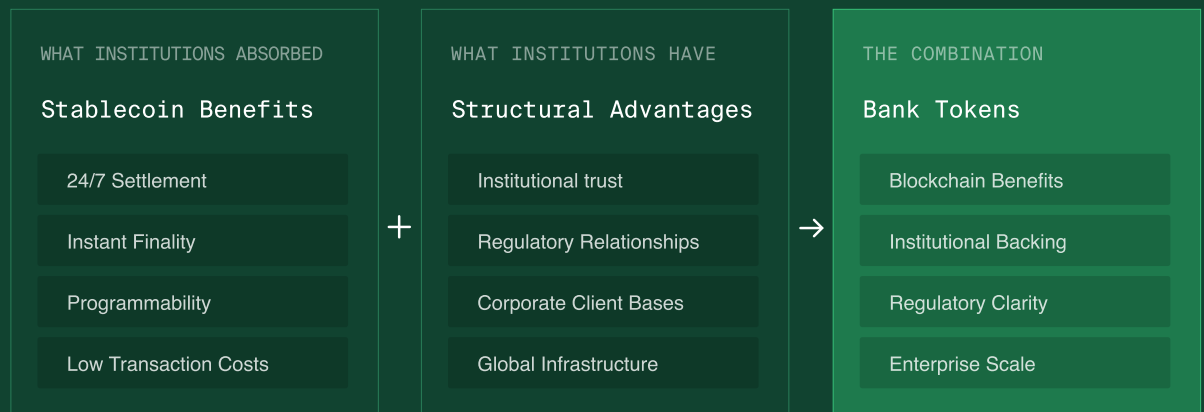 WHAT INSTITUTIONS ABSORBED
Stablecoin Benefits
24/7 Settlement
Instant Finality
Programmability
Low Transaction Costs
+
WHAT INSTITUTIONS HAVE
Structural Advantages
Institutional trust
Regulatory Relationships
Corporate Client Bases
Global Infrastructure
→
THE COMBINATION
Bank Tokens
Blockchain Benefits
Institutional Backing
Regulatory Clarity
Enterprise Scale